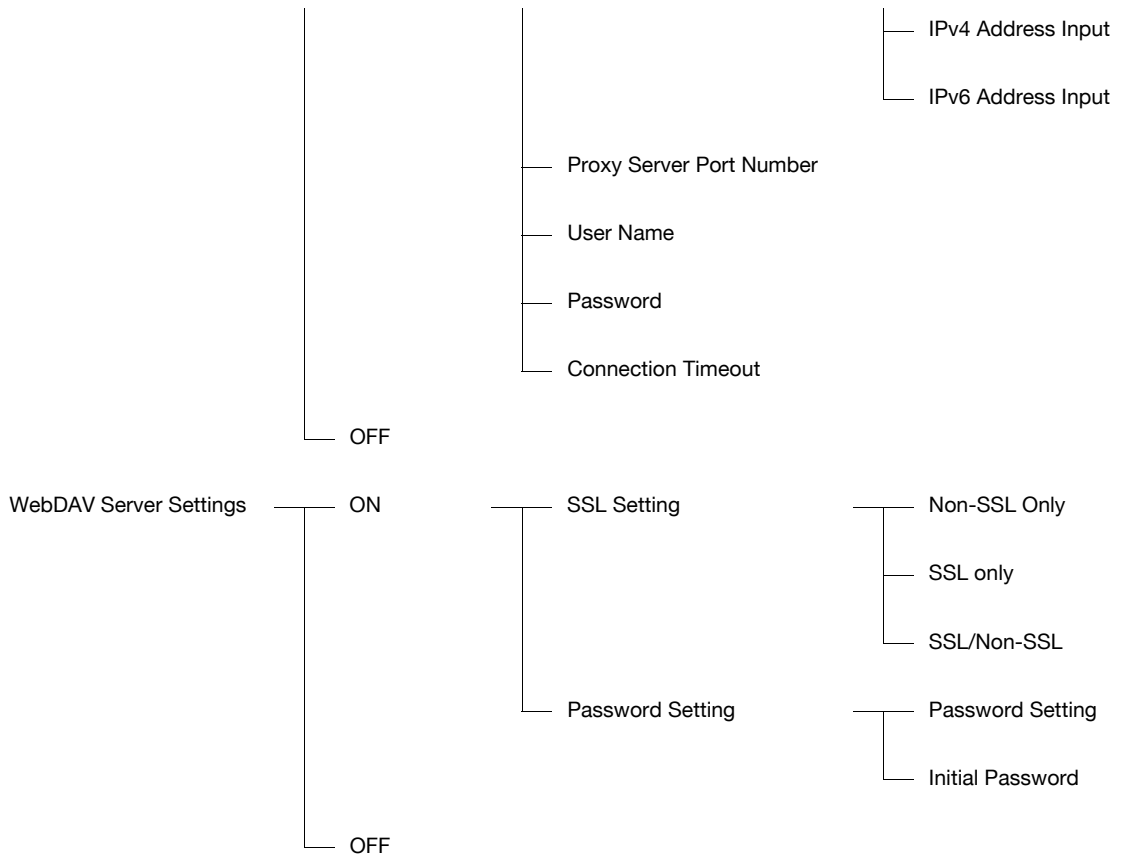 IPv4 Address Input
IPv6 Address Input
Proxy Server Port Number
User Name
Password
Connection Timeout
OFF
WebDAV Server Settings ON SSL Setting Non-SSL Only
SSL only
SSL/Non-SSL
Password Setting Password Setting
Initial Password
OFF